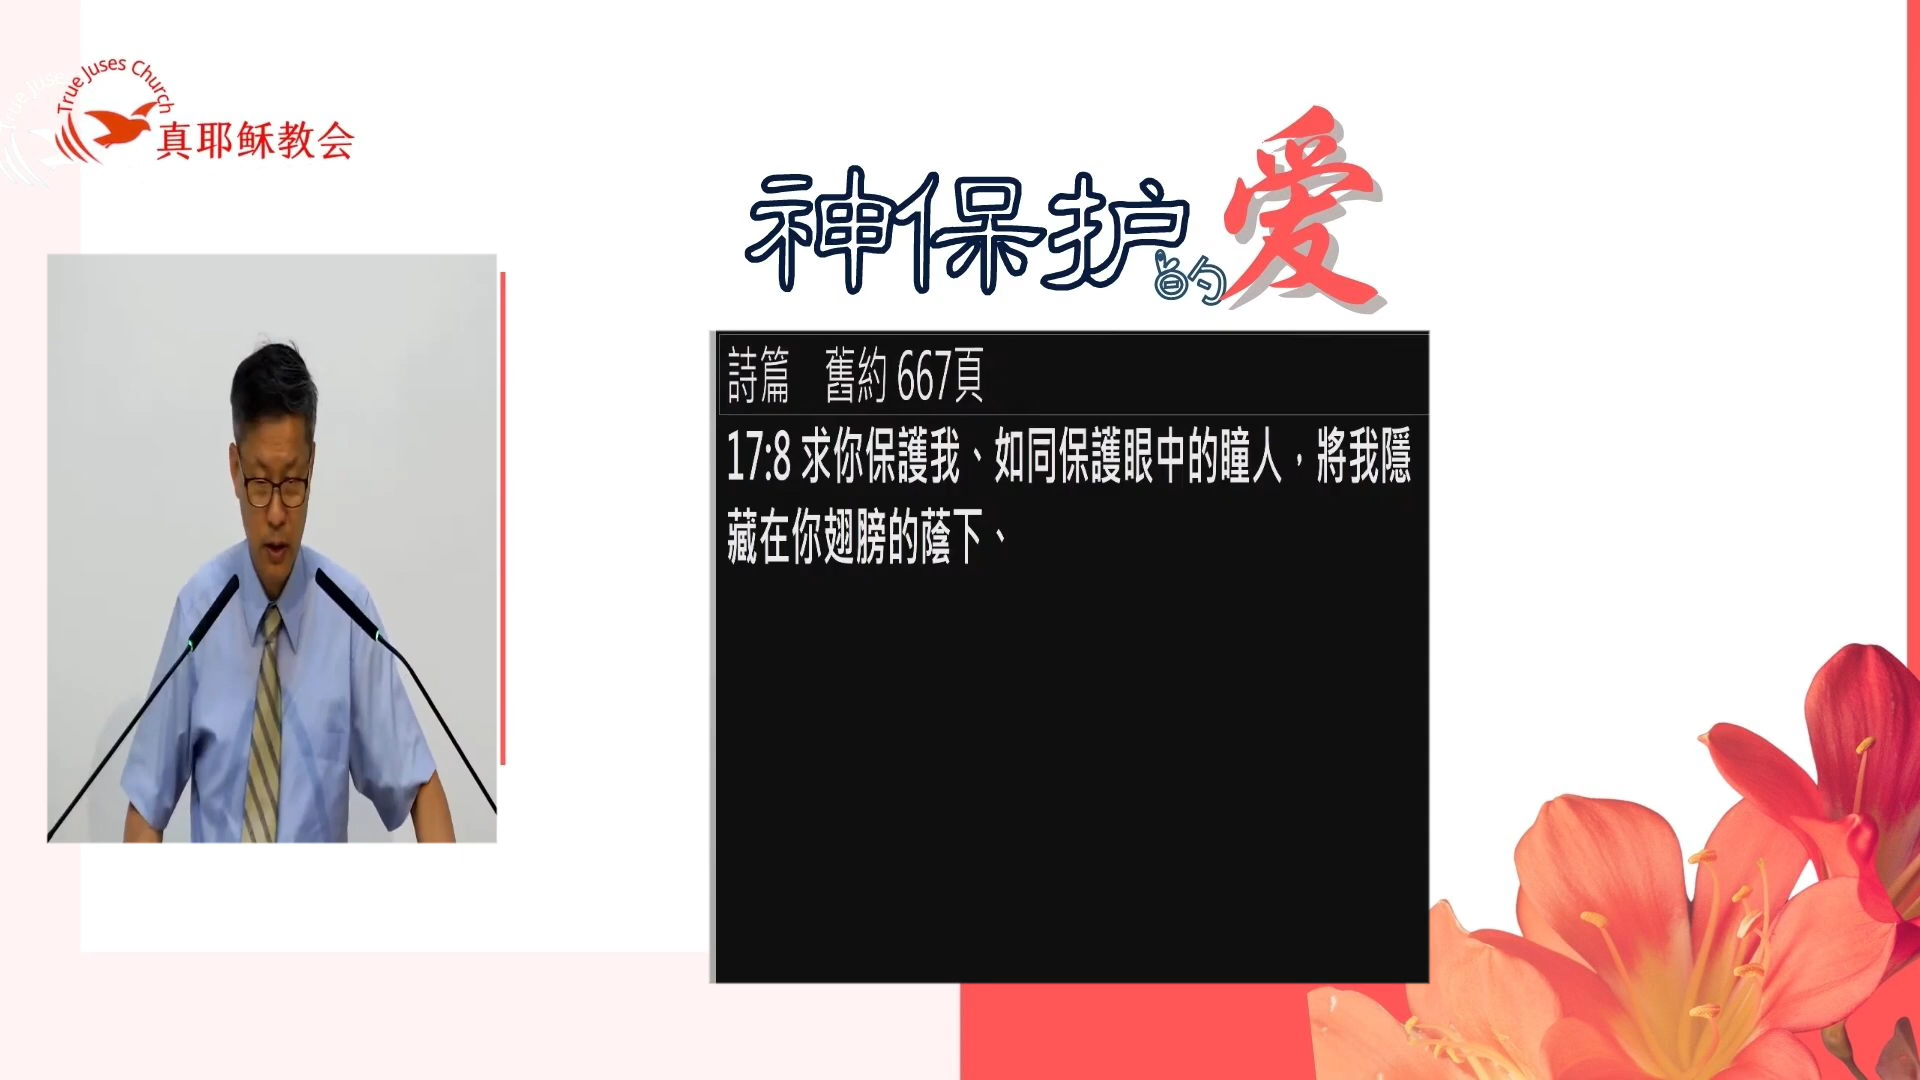 True Juses Church
真耶稣教会
神保护的爱
詩篇 舊約 667頁
17:8 求你保護我、如同保護眼中的瞳人，將我隱
藏在你翅膀的蔭下、